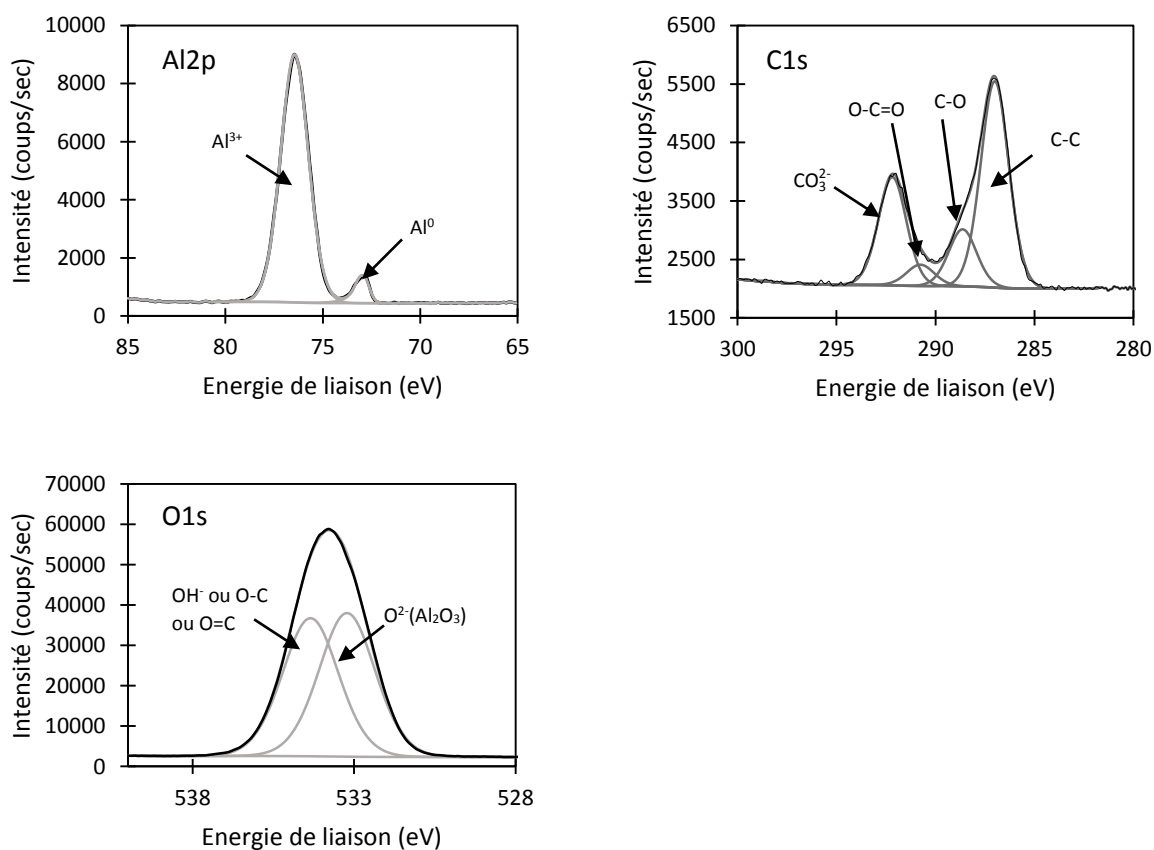 Al2p
Intensité (coups/sec)
10000
8000
6000
4000
2000
0
Al³⁺
Al⁰
85
80
75
70
65
Energie de liaison (eV)
C1s
Intensité (coups/sec)
6500
5500
4500
3500
2500
1500
CO₃²⁻
O-C=O
C-O
C-C
300
295
290
285
280
Energie de liaison (eV)
O1s
Intensité (coups/sec)
70000
60000
50000
40000
30000
20000
10000
0
OH⁻ ou O-C
ou O=C
O²⁻(Al₂O₃)
538
533
528
Energie de liaison (eV)